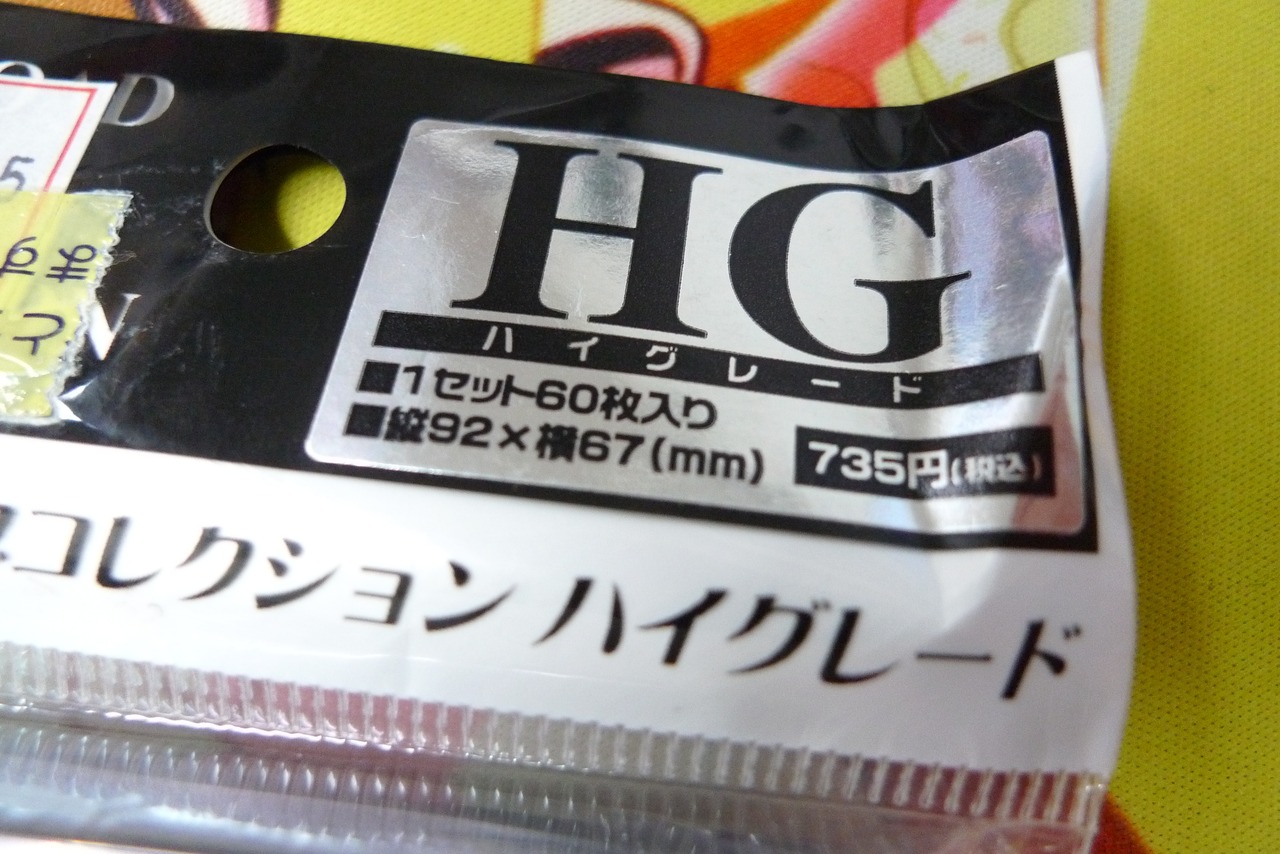 HG
ハイグレード
■1セット60枚入り
■縦92×横67(mm)
735円(税込)
コレクション ハイグレード
5